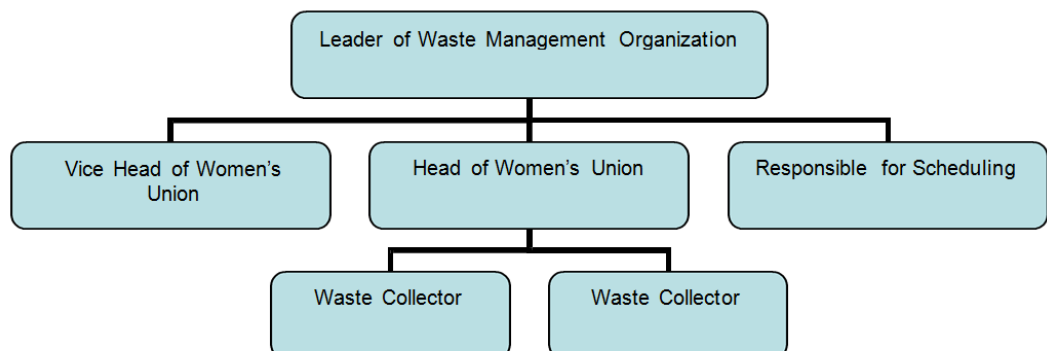 Leader of Waste Management Organization
Vice Head of Women's
Union
Head of Women's Union
Responsible for Scheduling
Waste Collector
Waste Collector